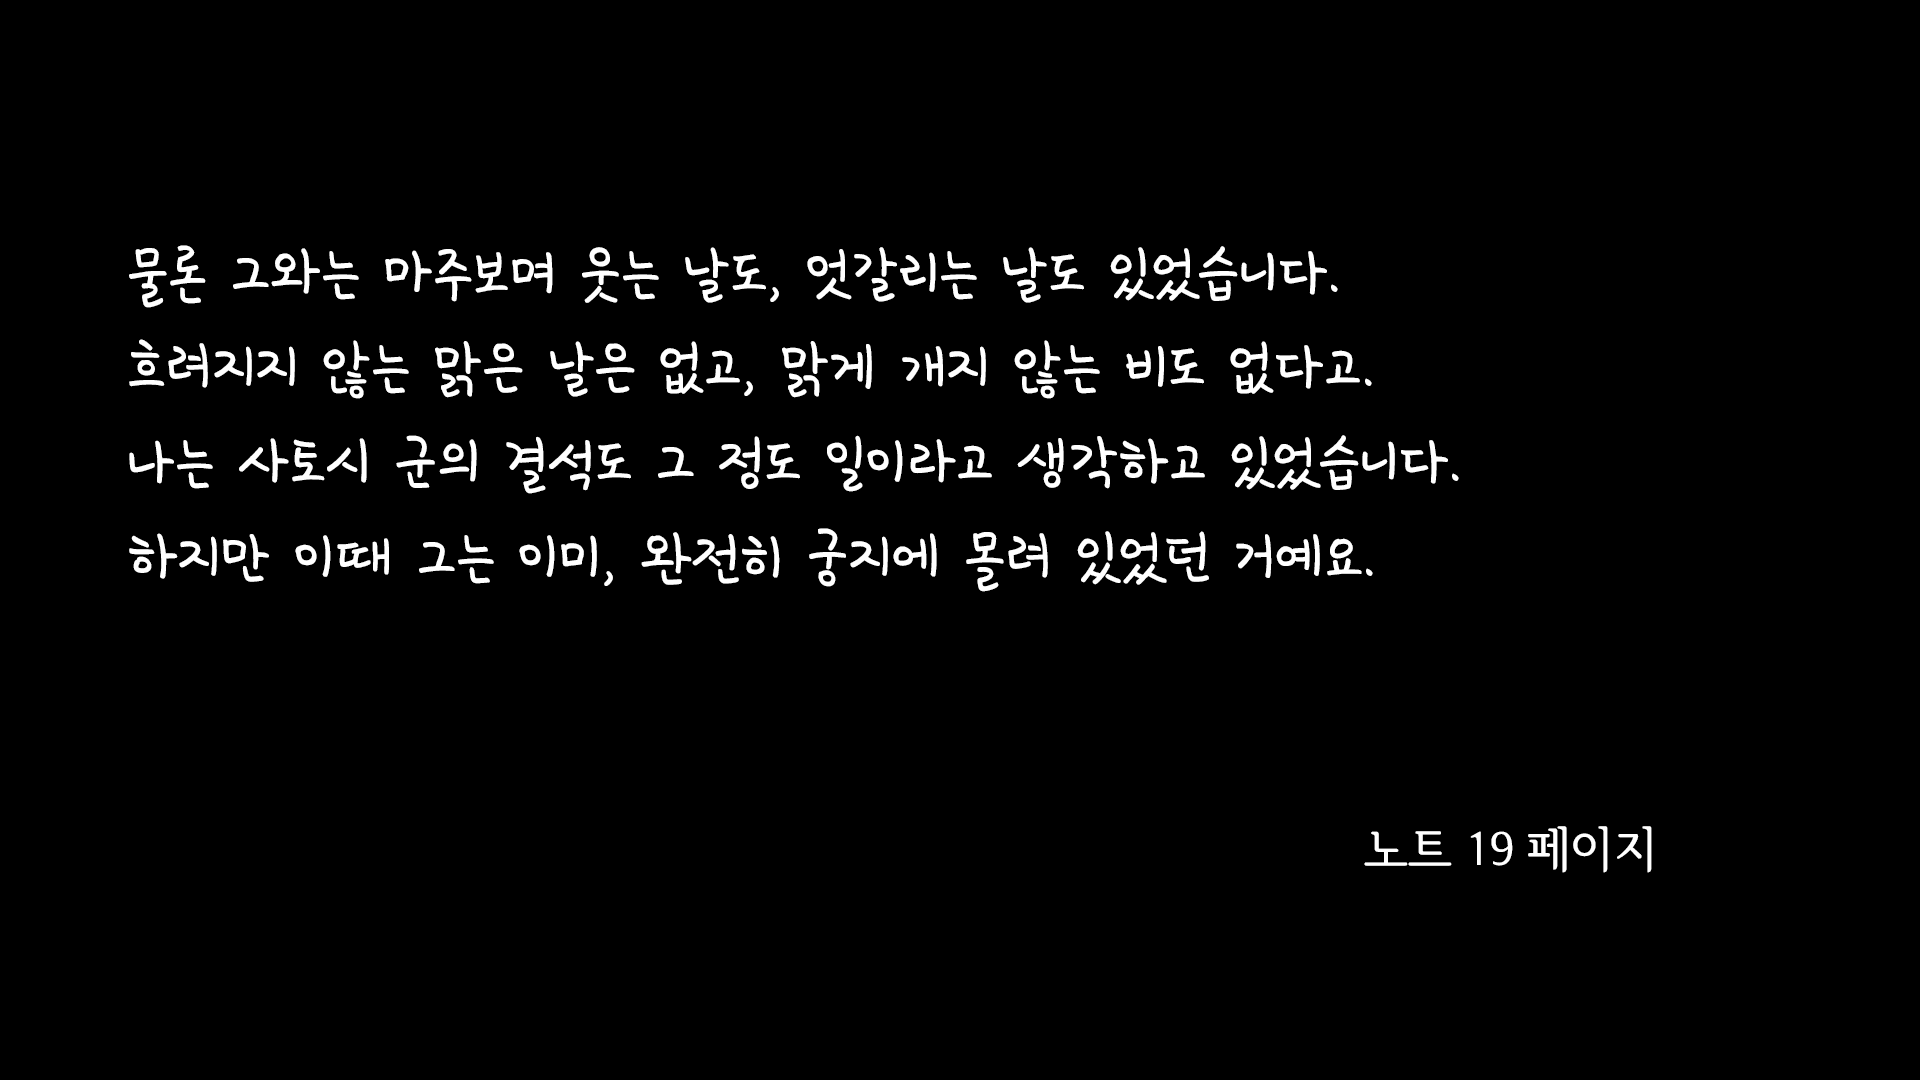 물론 그와는 마주보며 웃는 날도, 엇갈리는 날도 있었습니다.
흐려지지 않는 맑은 날은 없고, 맑게 개지 않는 비도 없다고.
나는 사토시 군의 결석도 그 정도 일이라고 생각하고 있었습니다.
하지만 이때 그는 이미, 완전히 궁지에 몰려 있었던 거예요.
노트 19 페이지